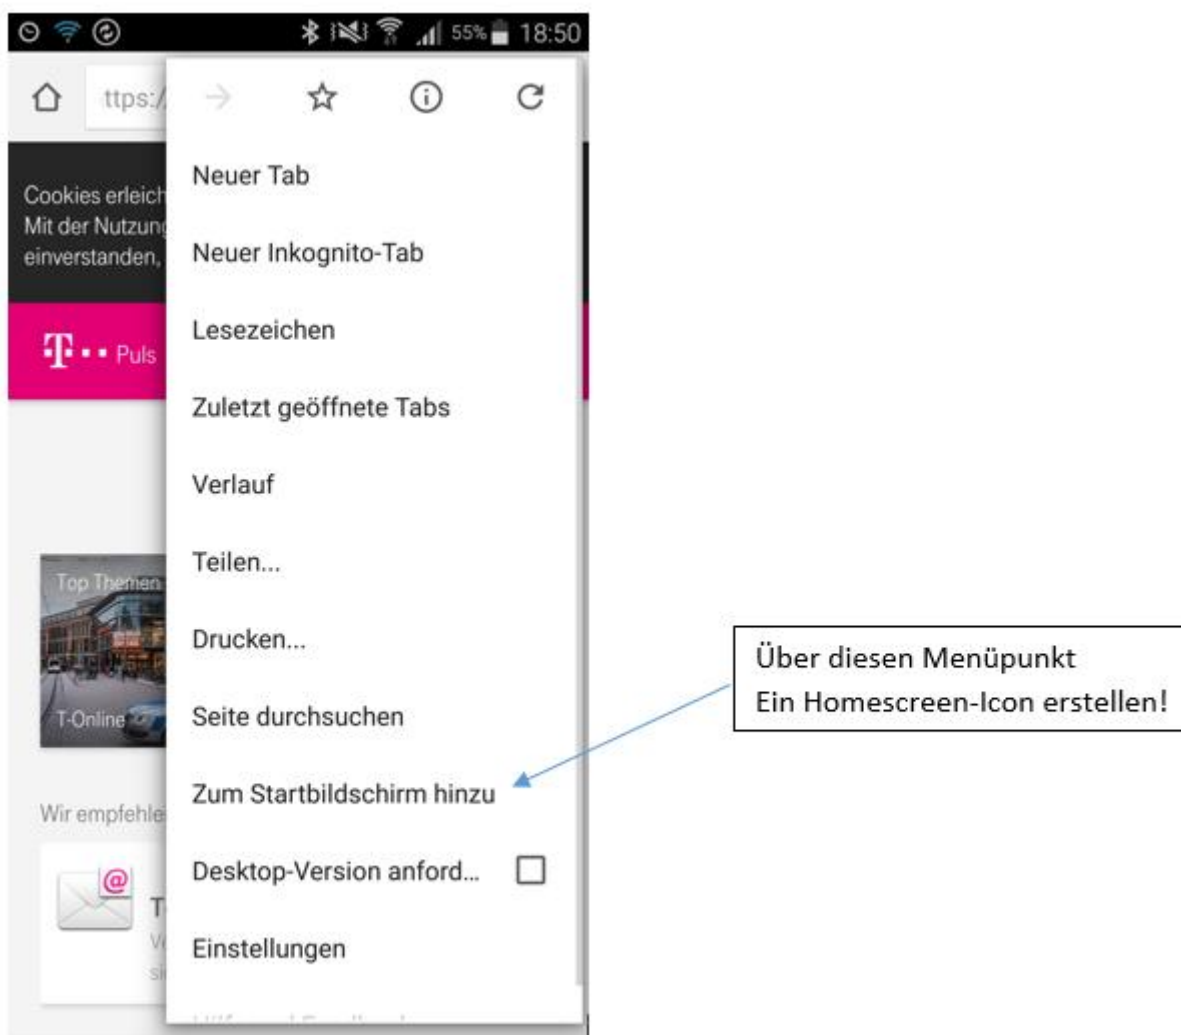 55% 18:50
ttps:/
Neuer Tab
Cookies erleich
Mit der Nutzung
einverstanden,
Neuer Inkognito-Tab
Lesezeichen
T Puls
Zuletzt geöffnete Tabs
Verlauf
Teilen...
Top Themen
Drucken...
Über diesen Menüpunkt
Ein Homescreen-Icon erstellen!
Seite durchsuchen
T-Online
Zum Startbildschirm hinzu
Wir empfehle
Desktop-Version anford...
@
Einstellungen